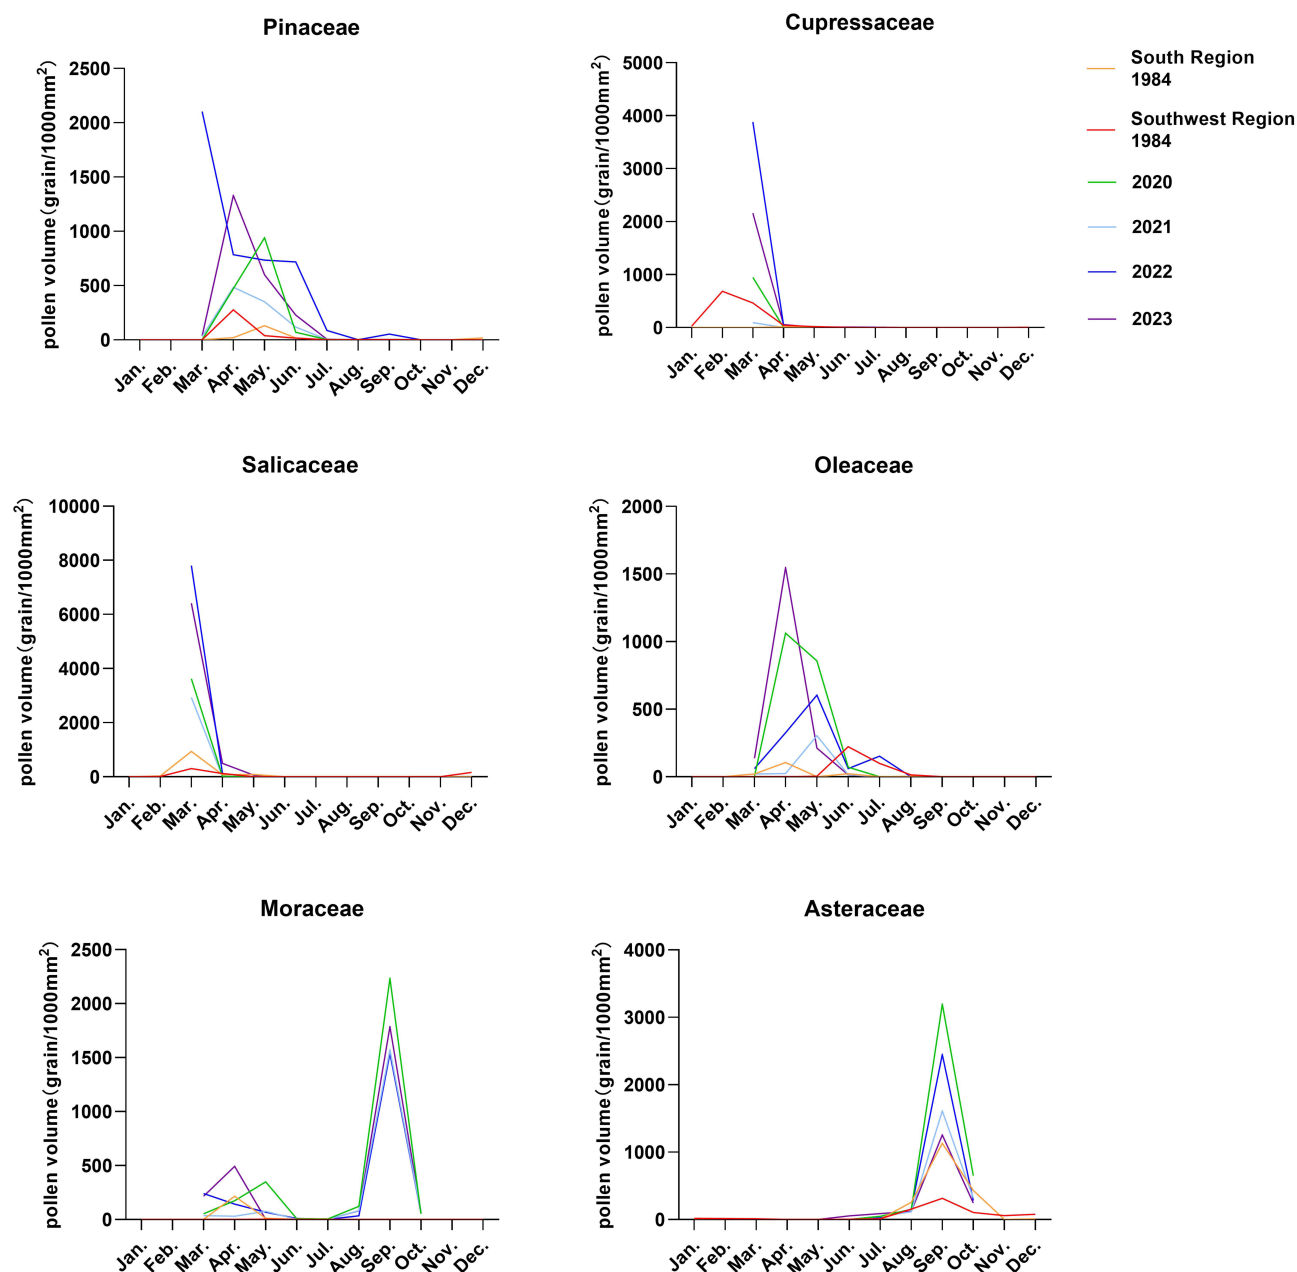 Pinaceae
pollen volume(grain/1000mm²)
2500
2000
1500
1000
500
0
Jan. Feb. Mar. Apr. May. Jun. Jul. Aug. Sep. Oct. Nov. Dec.
Cupressaceae
pollen volume(grain/1000mm²)
5000
4000
3000
2000
1000
0
Jan. Feb. Mar. Apr. May. Jun. Jul. Aug. Sep. Oct. Nov. Dec.
South Region
1984
Southwest Region
1984
2020
2021
2022
2023
Salicaceae
pollen volume(grain/1000mm²)
10000
8000
6000
4000
2000
0
Jan. Feb. Mar. Apr. May. Jun. Jul. Aug. Sep. Oct. Nov. Dec.
Oleaceae
pollen volume(grain/1000mm²)
2000
1500
1000
500
0
Jan. Feb. Mar. Apr. May. Jun. Jul. Aug. Sep. Oct. Nov. Dec.
Moraceae
pollen volume(grain/1000mm²)
2500
2000
1500
1000
500
0
Jan. Feb. Mar. Apr. May. Jun. Jul. Aug. Sep. Oct. Nov. Dec.
Asteraceae
pollen volume(grain/1000mm²)
4000
3000
2000
1000
0
Jan. Feb. Mar. Apr. May. Jun. Jul. Aug. Sep. Oct. Nov. Dec.